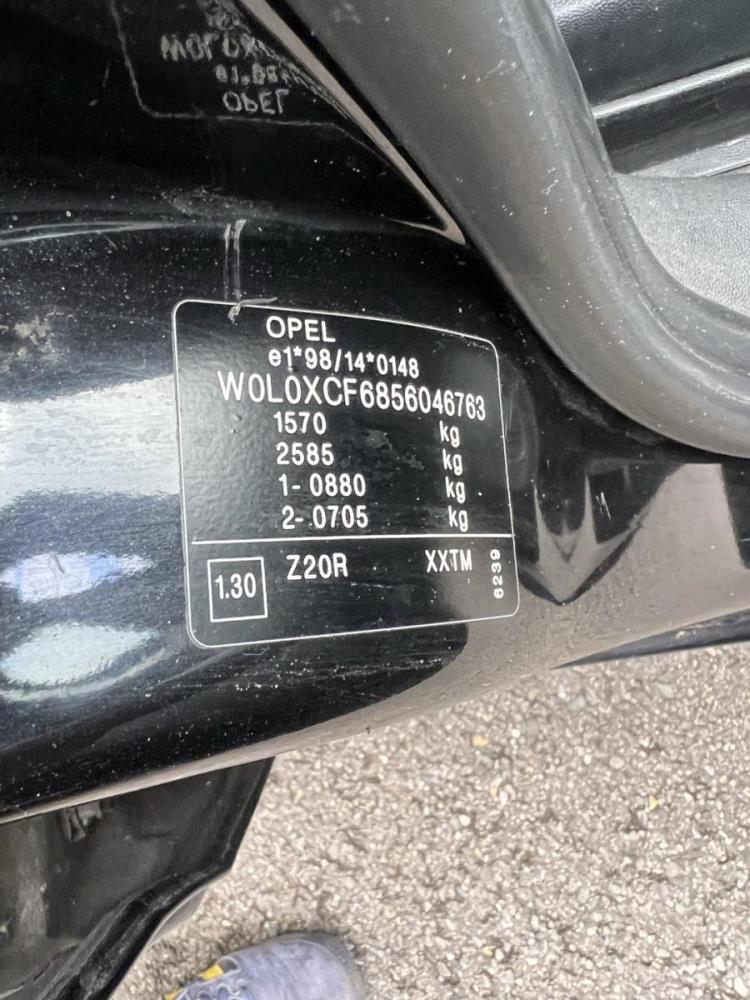 OPEL
e1*98/14*0148
W0L0XCF6856046763
1570 kg
2585 kg
1- 0880 kg
2- 0705 kg
1.30 Z20R XXTM 6239